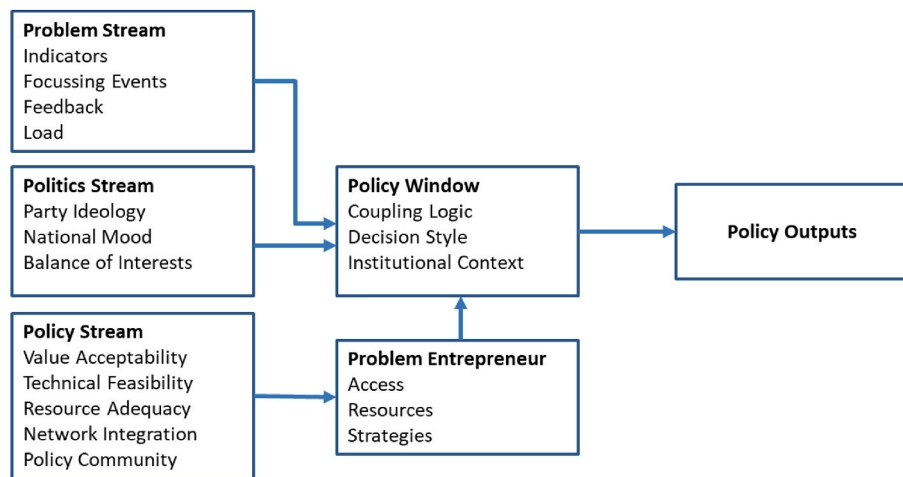 Problem Stream
Indicators
Focussing Events
Feedback
Load
Politics Stream
Party Ideology
National Mood
Balance of Interests
Policy Stream
Value Acceptability
Technical Feasibility
Resource Adequacy
Network Integration
Policy Community
Policy Window
Coupling Logic
Decision Style
Institutional Context
Problem Entrepreneur
Access
Resources
Strategies
Policy Outputs